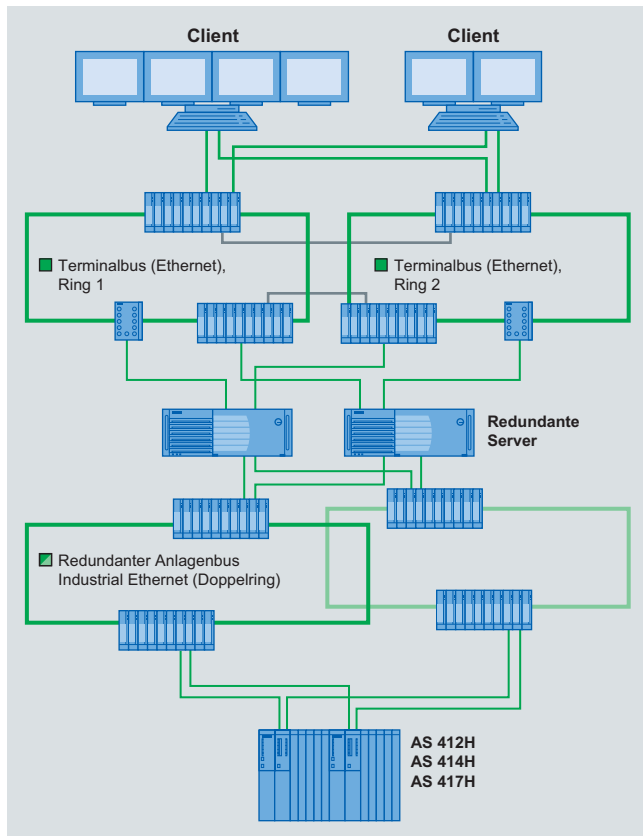 Client
Client
Terminalbus (Ethernet),
Ring 1
Terminalbus (Ethernet),
Ring 2
Redundante
Server
Redundanter Anlagenbus
Industrial Ethernet (Doppelring)
AS 412H
AS 414H
AS 417H